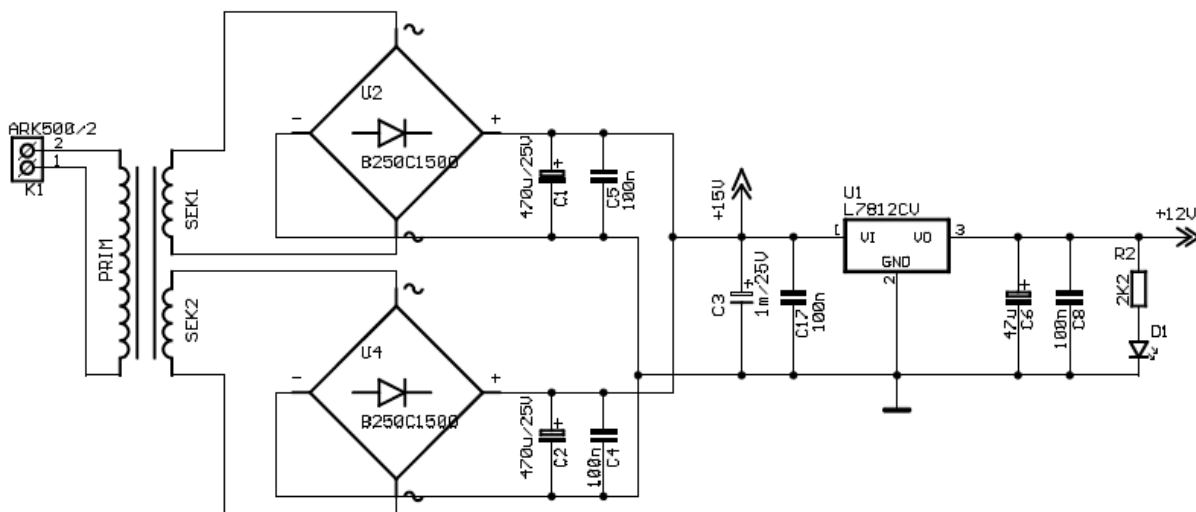 ARK500/2
2
1
K1
PRIM
SEK1
SEK2
~
U2
-
+
B250C1500
~
470u/25V
+
C1
C5
100n
~
U4
-
+
B250C1500
~
470u/25V
+
C2
100n
C4
+15V
C3
+
1m/25V
C17
100n
U1
L7812CV
1
VI
VO
3
GND
2
+12V
47u
+
C6
100n
C8
R2
2K2
D1